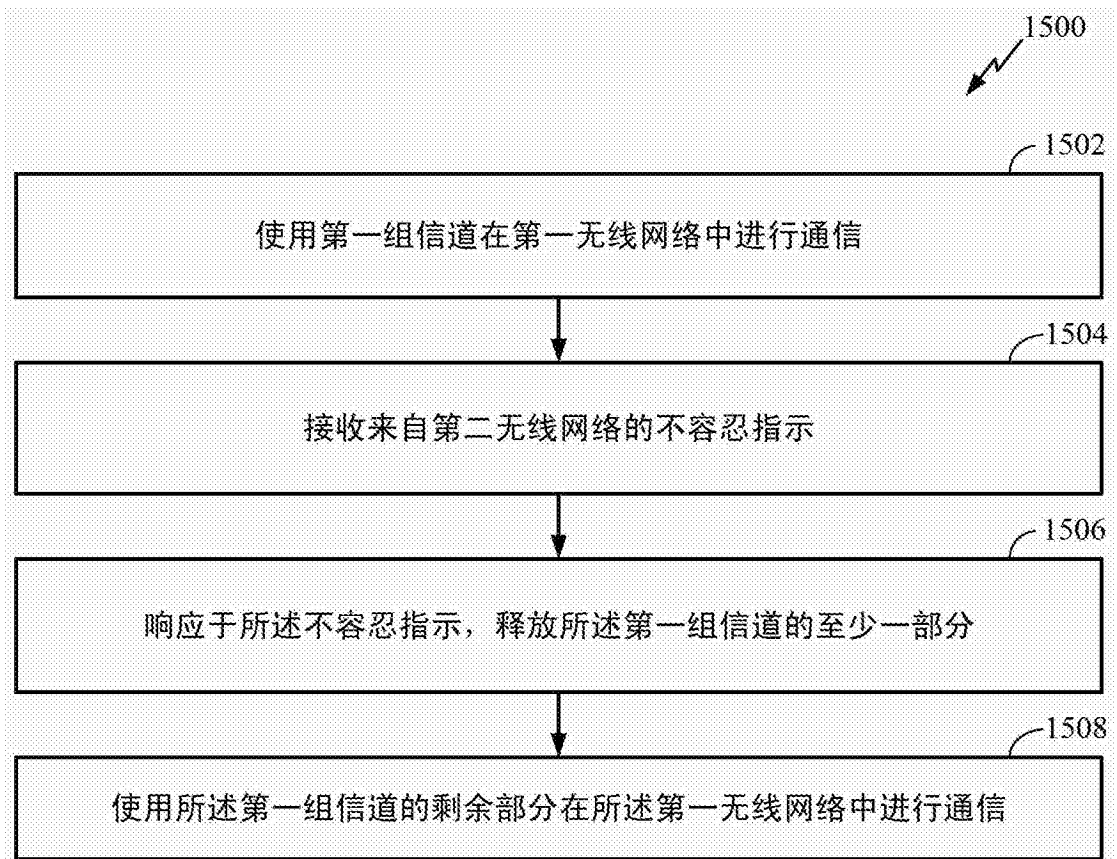 1500
1502
使用第一组信道在第一无线网络中进行通信
1504
接收来自第二无线网络的不容忍指示
1506
响应于所述不容忍指示，释放所述第一组信道的至少一部分
1508
使用所述第一组信道的剩余部分在所述第一无线网络中进行通信